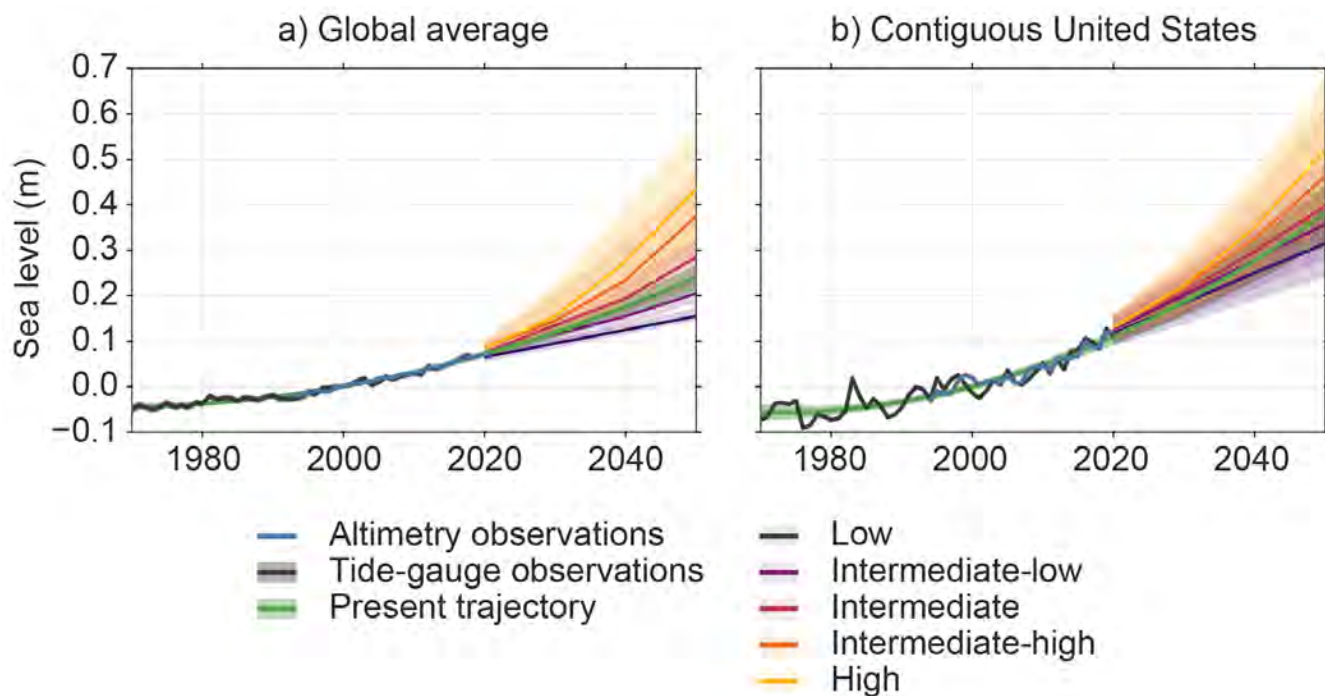 a) Global average
b) Contiguous United States
Sea level (m)
0.7
0.6
0.5
0.4
0.3
0.2
0.1
0.0
−0.1
1980 2000 2020 2040
1980 2000 2020 2040
Altimetry observations
Tide-gauge observations
Present trajectory
Low
Intermediate-low
Intermediate
Intermediate-high
High